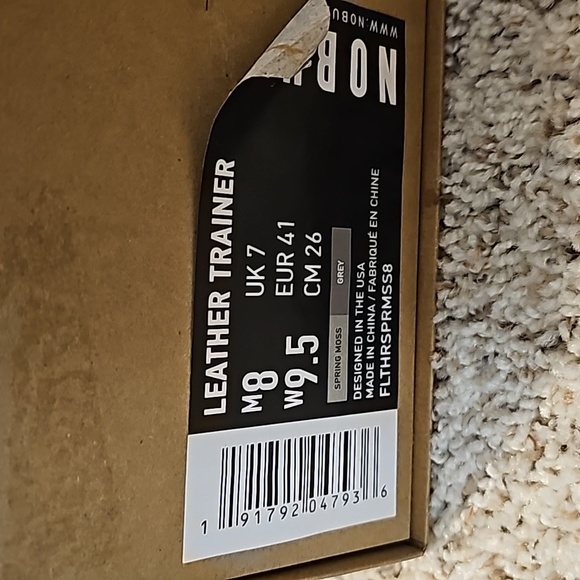 LEATHER TRAINER
M8 UK 7
W9.5 EUR 41
CM 26
SPRING MOSS GREY
DESIGNED IN THE USA
MADE IN CHINA / FABRIQUÉ EN CHINE
FLTHRSPRMSS8
1 91792 04793 6
NOB
WWW.NOBU